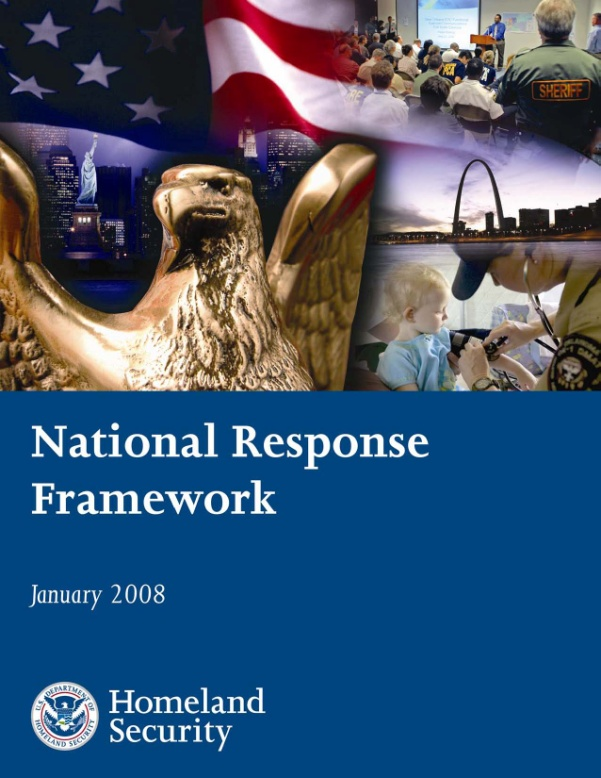 SHERIFF
National Response
Framework
January 2008
U.S. DEPARTMENT OF
HOMELAND SECURITY
Homeland
Security